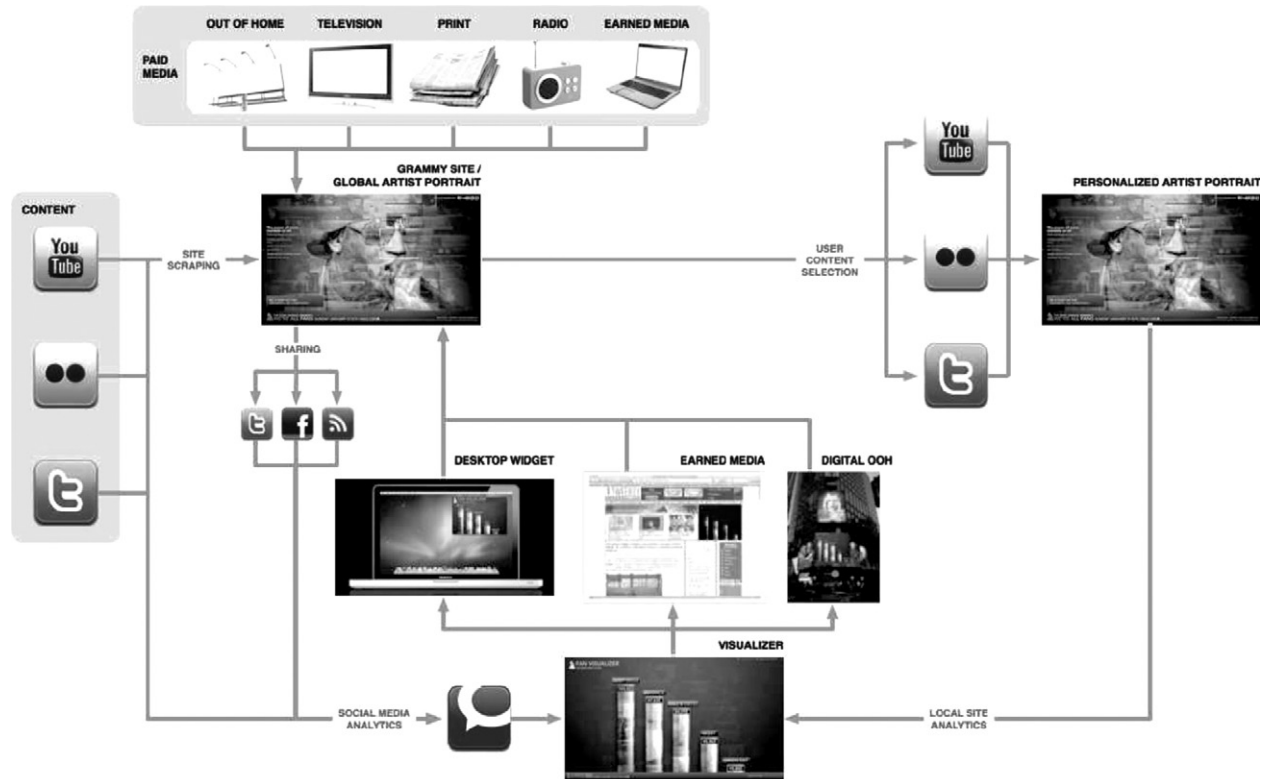 OUT OF HOME
TELEVISION
PRINT
RADIO
EARNED MEDIA
PAID
MEDIA
GRAMMY SITE /
GLOBAL ARTIST PORTRAIT
You
Tube
PERSONALIZED ARTIST PORTRAIT
CONTENT
You
Tube
SITE
SCRAPING
USER
CONTENT
SELECTION
SHARING
DESKTOP WIDGET
EARNED MEDIA
DIGITAL OOH
VISUALIZER
FAN VISUALIZER
SOCIAL MEDIA
ANALYTICS
LOCAL SITE
ANALYTICS